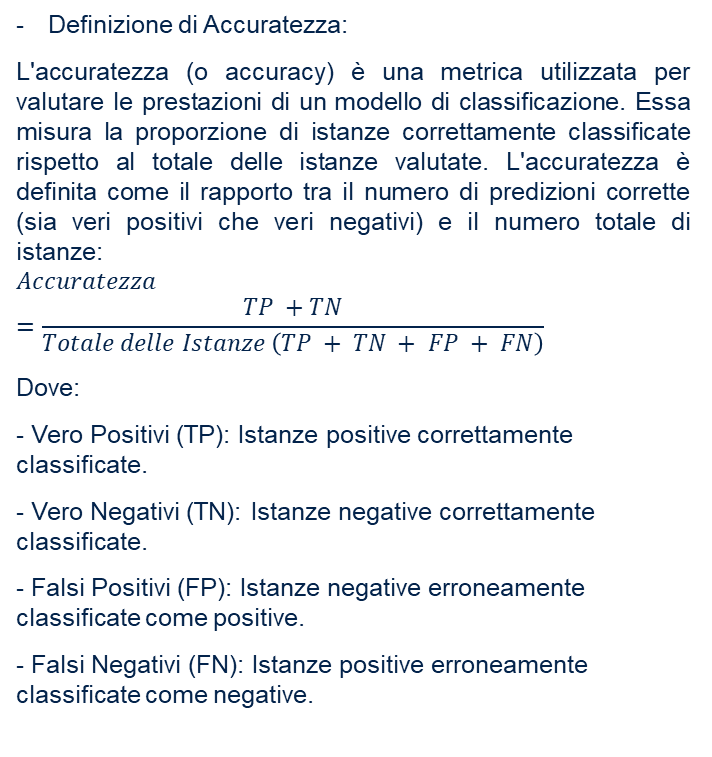 - Definizione di Accuratezza:
L'accuratezza (o accuracy) è una metrica utilizzata per
valutare le prestazioni di un modello di classificazione. Essa
misura la proporzione di istanze correttamente classificate
rispetto al totale delle istanze valutate. L'accuratezza è
definita come il rapporto tra il numero di predizioni corrette
(sia veri positivi che veri negativi) e il numero totale di
istanze:
Accuratezza
TP + TN
=
Totale delle Istanze (TP + TN + FP + FN)
Dove:
- Vero Positivi (TP): Istanze positive correttamente
classificate.
- Vero Negativi (TN): Istanze negative correttamente
classificate.
- Falsi Positivi (FP): Istanze negative erroneamente
classificate come positive.
- Falsi Negativi (FN): Istanze positive erroneamente
classificate come negative.